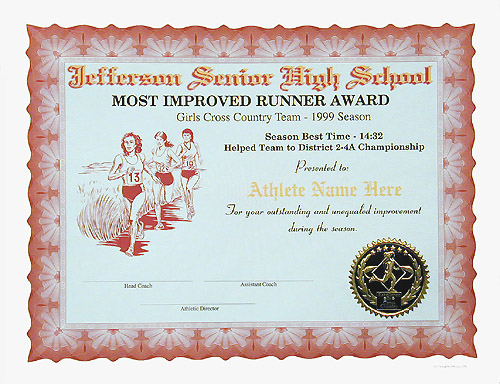 Jefferson Senior High School
MOST IMPROVED RUNNER AWARD
Girls Cross Country Team - 1999 Season
Season Best Time - 14:32
Helped Team to District 2-4A Championship
Presented to:
Athlete Name Here
For your outstanding and unequaled improvement
during the season.
13
19
Head Coach
Assistant Coach
Athletic Director